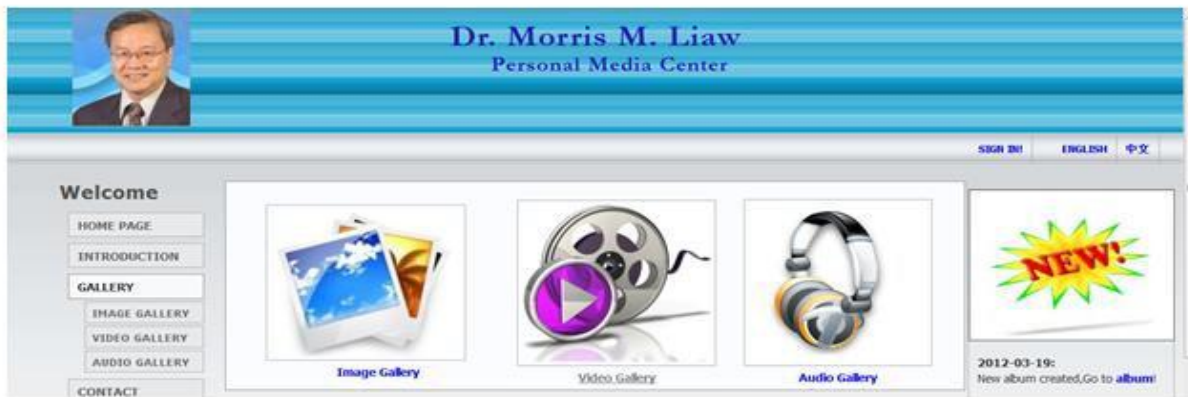 Dr. Morris M. Liaw
Personal Media Center
SIGN IN! ENGLISH 中文
Welcome
HOME PAGE
INTRODUCTION
GALLERY
IMAGE GALLERY
VIDEO GALLERY
AUDIO GALLERY
CONTACT
Image Gallery
Video Gallery
Audio Gallery
NEW!
2012-03-19:
New album created,Go to album!